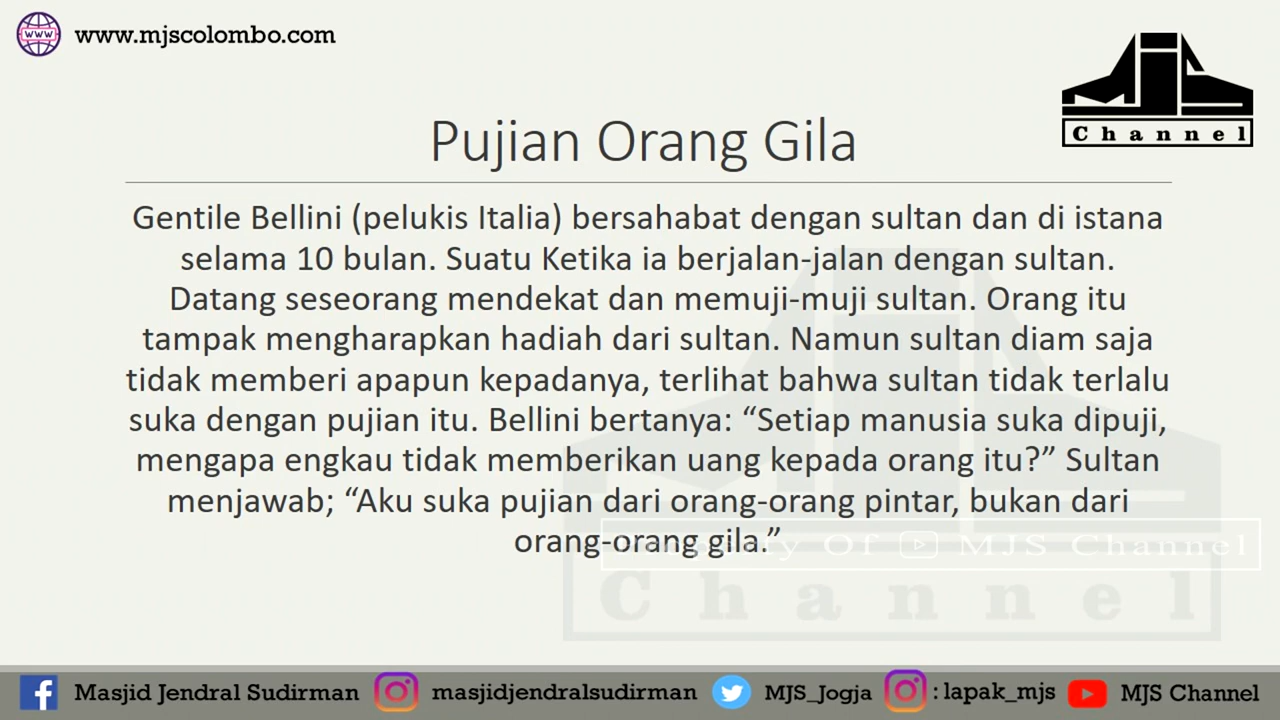 www.mjscolombo.com
Channel
Pujian Orang Gila
Gentile Bellini (pelukis Italia) bersahabat dengan sultan dan di istana
selama 10 bulan. Suatu Ketika ia berjalan-jalan dengan sultan.
Datang seseorang mendekat dan memuji-muji sultan. Orang itu
tampak mengharapkan hadiah dari sultan. Namun sultan diam saja
tidak memberi apapun kepadanya, terlihat bahwa sultan tidak terlalu
suka dengan pujian itu. Bellini bertanya: “Setiap manusia suka dipuji,
mengapa engkau tidak memberikan uang kepada orang itu?” Sultan
menjawab; “Aku suka pujian dari orang-orang pintar, bukan dari
orang-orang gila.”
Of MJS Channel
Channel
Masjid Jendral Sudirman masjidjendralsudirman MJS_Jogja : lapak_mjs MJS Channel